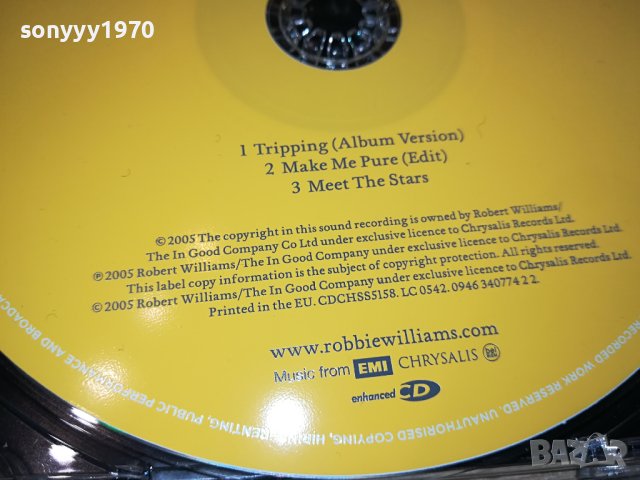 sonyyy1970
1 Tripping (Album Version)
2 Make Me Pure (Edit)
3 Meet The Stars
© 2005 The copyright in this sound recording is owned by Robert Williams/
The In Good Company Co Ltd under exclusive licence to Chrysalis Records Ltd.
℗ 2005 Robert Williams/The In Good Company under exclusive licence to Chrysalis Records Ltd.
This label copy information is the subject of copyright protection. All rights reserved.
© 2005 Robert Williams/The In Good Company under exclusive licence to Chrysalis Records Ltd.
Printed in the EU. CDCHSS5158. LC 0542. 0946 340774 2 2.
www.robbiewilliams.com
Music from EMI CHRYSALIS
enhanced CD
RECORDED WORK RESERVED. UNAUTHORISED COPYING, HIRING, RENTING, PUBLIC PERFORMANCE AND
BAZAR